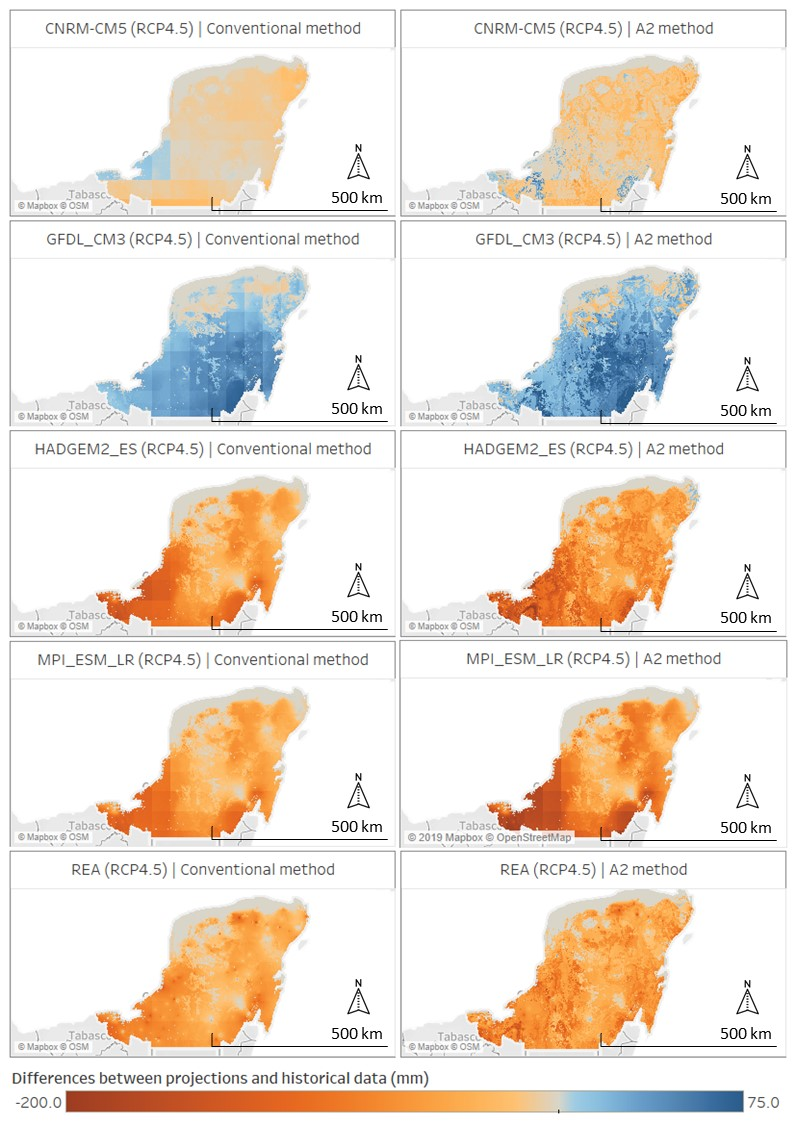 CNRM-CM5 (RCP4.5) | Conventional method
CNRM-CM5 (RCP4.5) | A2 method
N
500 km
Tabasco
© Mapbox © OSM
N
500 km
Tabasco
© Mapbox © OSM
GFDL_CM3 (RCP4.5) | Conventional method
GFDL_CM3 (RCP4.5) | A2 method
N
500 km
Tabasco
© Mapbox © OSM
N
500 km
Tabasco
© Mapbox © OSM
HADGEM2_ES (RCP4.5) | Conventional method
HADGEM2_ES (RCP4.5) | A2 method
N
500 km
Tabasco
© Mapbox © OSM
N
500 km
Tabasco
© Mapbox © OSM
MPI_ESM_LR (RCP4.5) | Conventional method
MPI_ESM_LR (RCP4.5) | A2 method
N
500 km
Tabasco
© Mapbox © OSM
N
500 km
Tabasco
© 2019 Mapbox © OpenStreetMap
REA (RCP4.5) | Conventional method
REA (RCP4.5) | A2 method
N
500 km
Tabasco
© Mapbox © OSM
N
500 km
Tabasco
© Mapbox © OSM
Differences between projections and historical data (mm)
-200.0 75.0